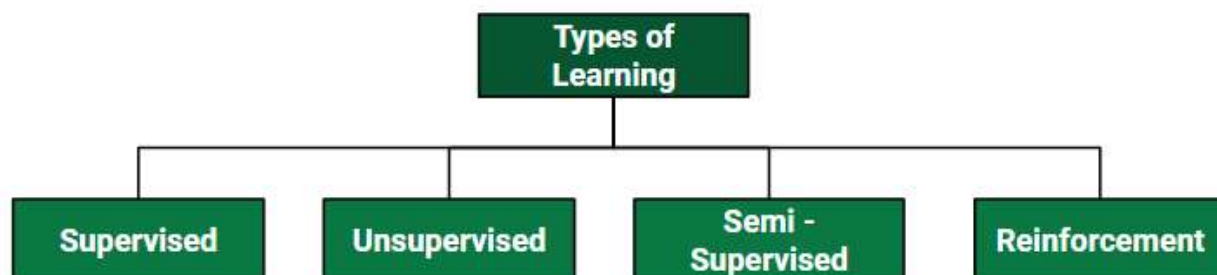 Types of
Learning
Supervised
Unsupervised
Semi -
Supervised
Reinforcement